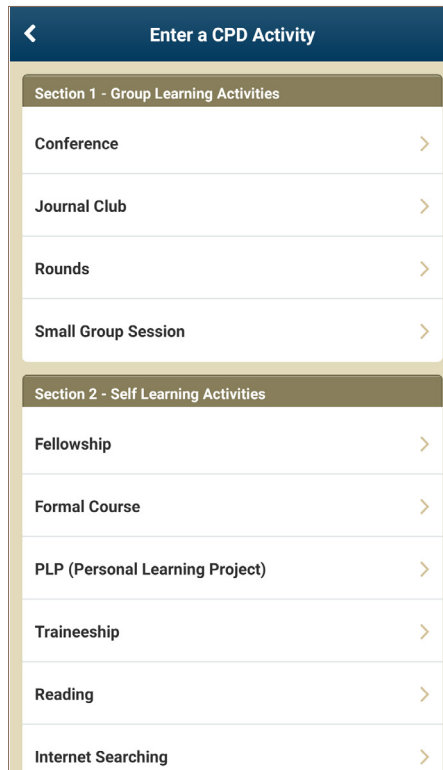 Enter a CPD Activity
Section 1 - Group Learning Activities
Conference
Journal Club
Rounds
Small Group Session
Section 2 - Self Learning Activities
Fellowship
Formal Course
PLP (Personal Learning Project)
Traineeship
Reading
Internet Searching